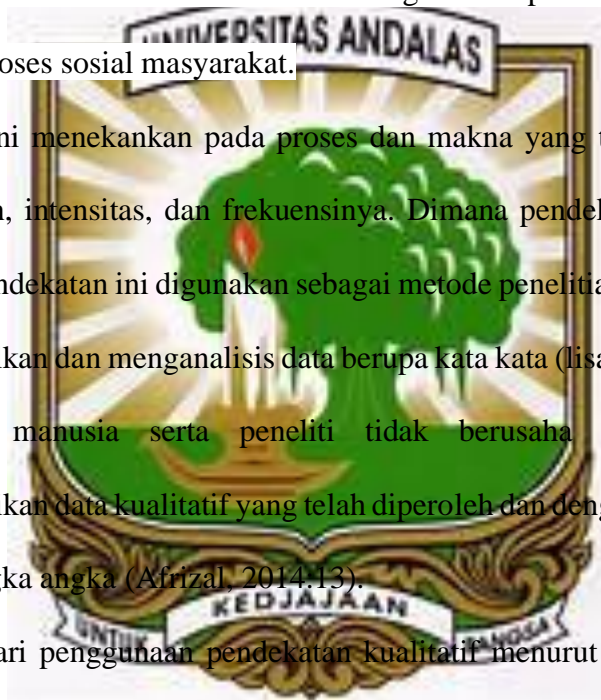 UNIVERSITAS ANDALAS
oses sosial masyarakat.
ni menekankan pada proses dan makna yang t
, intensitas, dan frekuensinya. Dimana pendel
ndekatan ini digunakan sebagai metode penelitia
kan dan menganalisis data berupa kata kata (lisa
manusia serta peneliti tidak berusaha
kan data kualitatif yang telah diperoleh dan deng
gka angka (Afrizal, 2014:13).
KEDJAJAAN
UNTUK BANGSA
ari penggunaan pendekatan kualitatif menurut